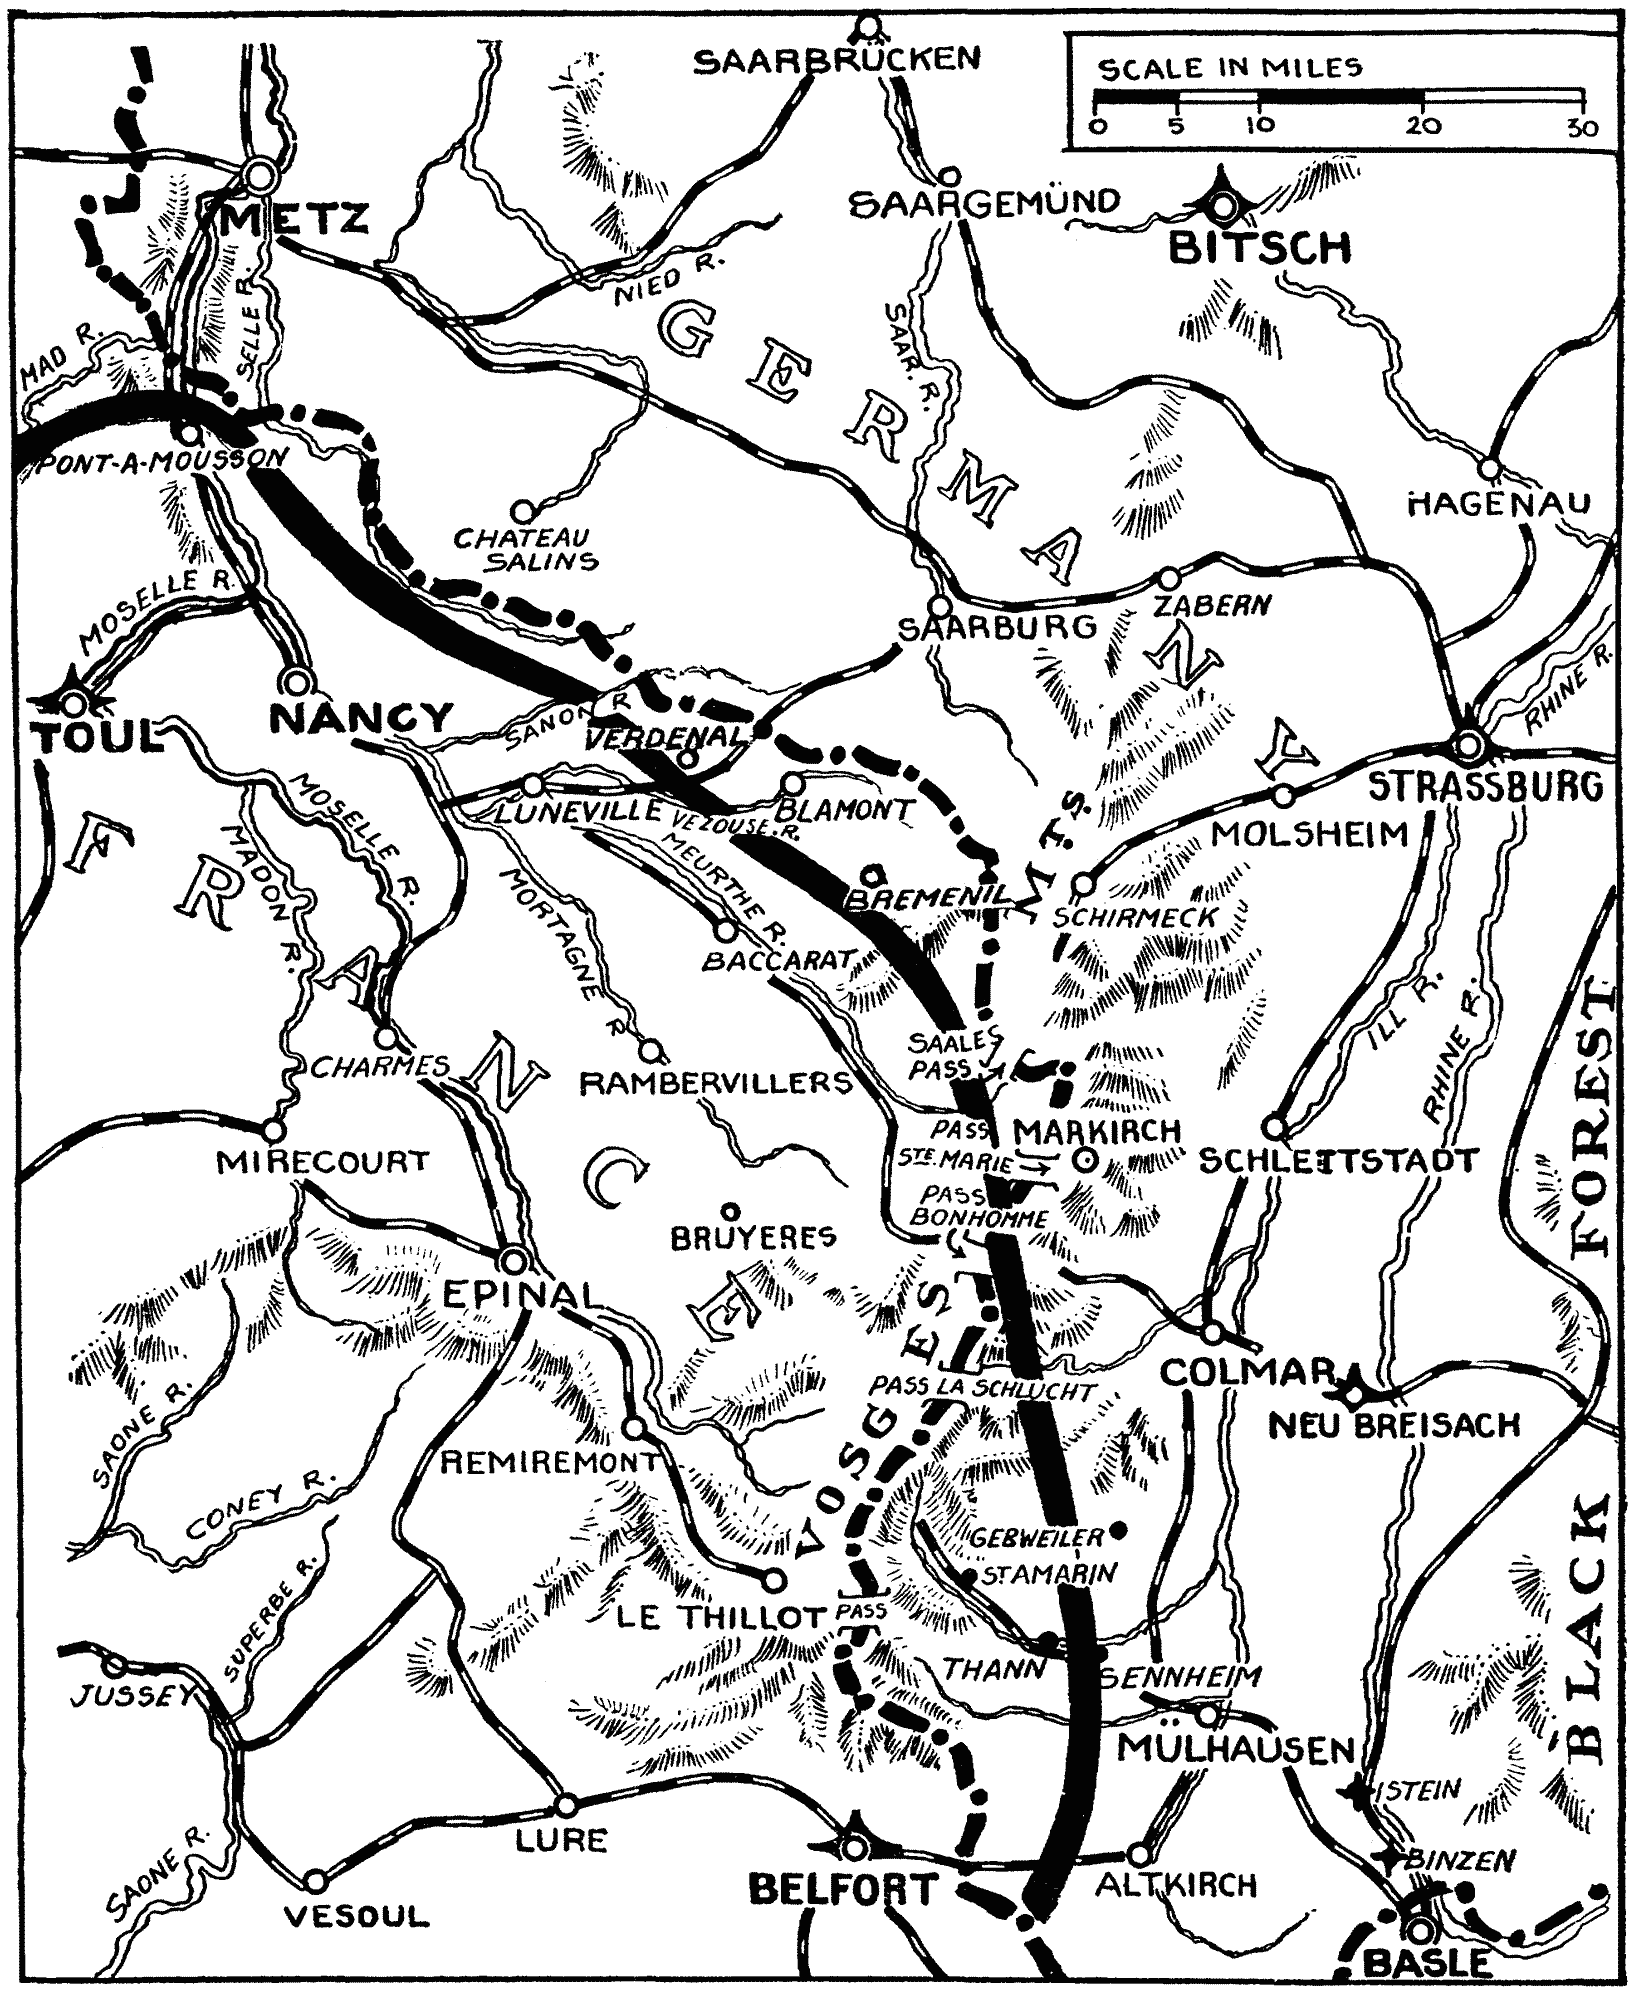 SAARBRÜCKEN
SCALE IN MILES
0 5 10 20 30
METZ
SAARGEMÜND
BITSCH
NIED R.
SELLE R.
MAD R.
GERMANY
SAAR. R.
PONT-A-MOUSSON
HAGENAU
CHATEAU
SALINS
MOSELLE R.
ZABERN
SAARBURG
RHINE R.
TOUL
NANCY
SANON R
VERDENAL
STRASSBURG
LUNEVILLE
VEZOUSE. R.
BLAMONT
MOLSHEIM
MOSELLE R.
MADON R.
FRANCE
MEURTHE R.
MORTAGNE R
BREMENIL
SCHIRMECK
BACCARAT
VOSGES MTS.
ILL R.
RHINE R.
SAALES
PASS
CHARMES
RAMBERVILLERS
PASS
STE. MARIE
MARKIRCH
SCHLETTSTADT
MIRECOURT
PASS
BONHOMME
BRUYERES
EPINAL
BLACK FOREST
COLMAR
PASS LA SCHLUCHT
NEU BREISACH
SAONE R.
REMIREMONT
CONEY R.
GEBWEILER
ST. AMARIN
LE THILLOT
PASS
SUPERBE R.
THANN
SENNHEIM
JUSSEY
MÜLHAUSEN
ISTEIN
LURE
BINZEN
SAONE R.
BELFORT
ALTKIRCH
VESOUL
BASLE